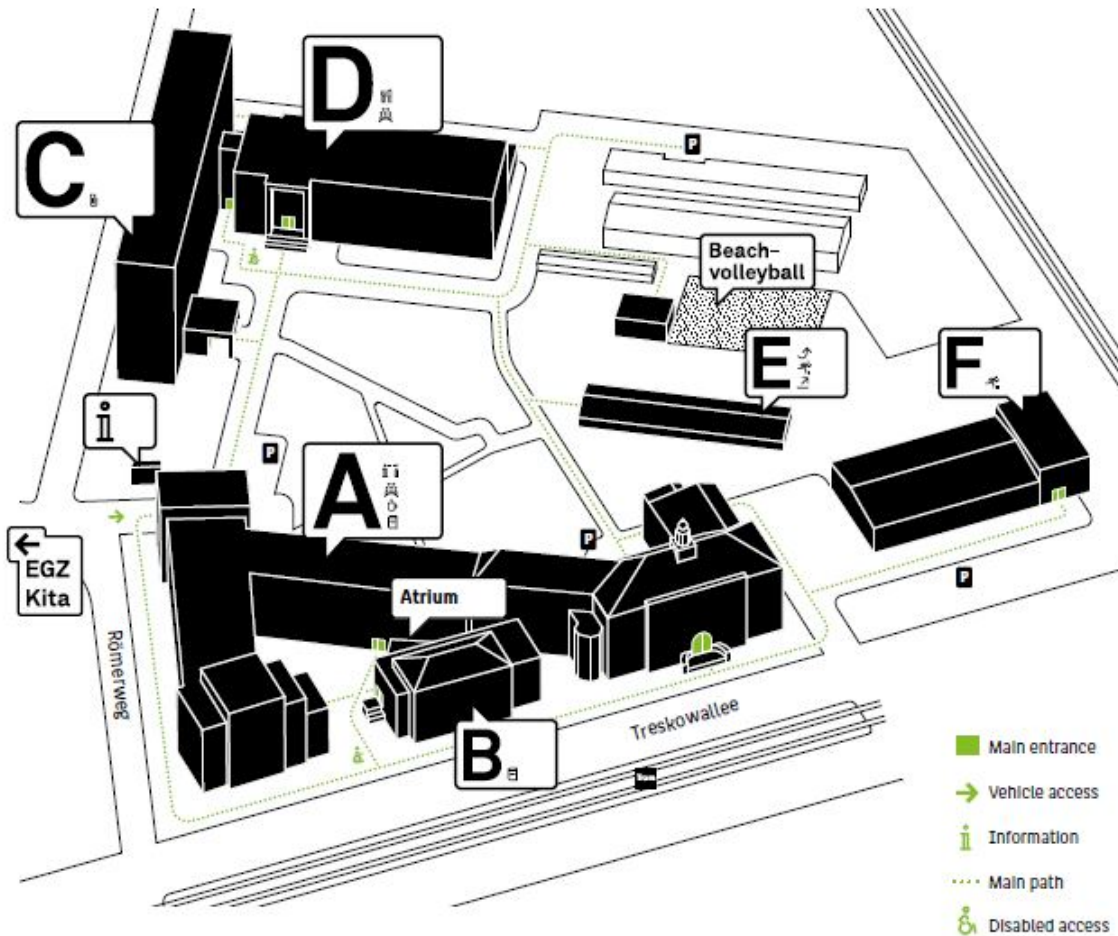 D
C
P
Beach-
volleyball
E
F
i
P
A
P
←
EGZ
Kita
Atrium
P
Römerweg
Treskowallee
B
Main entrance
→ Vehicle access
i Information
Main path
Disabled access